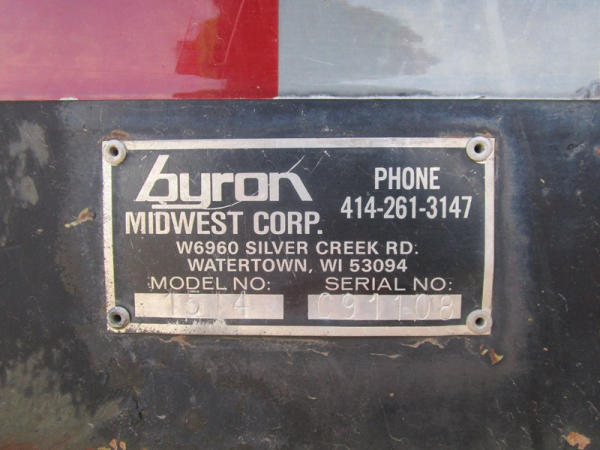 byron
MIDWEST CORP.
PHONE
414-261-3147
W6960 SILVER CREEK RD.
WATERTOWN, WI 53094
MODEL NO: SERIAL NO:
C91108